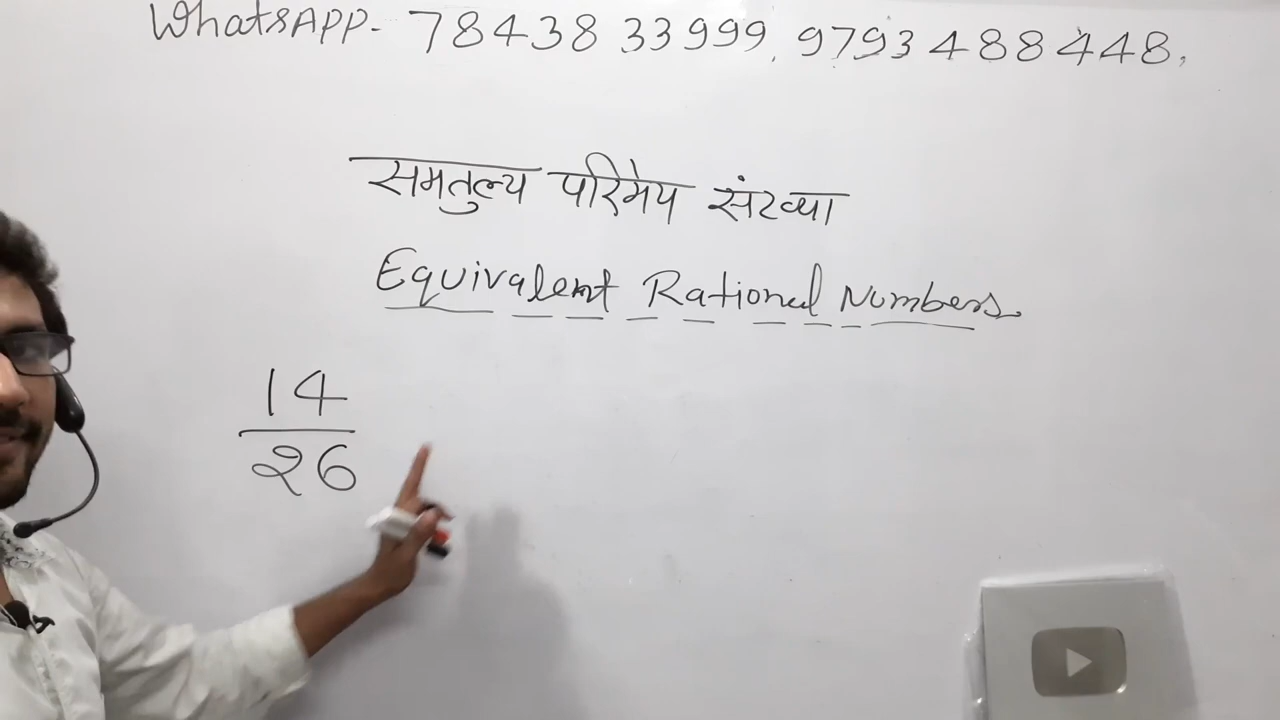 WhatsAPP- 78438 33999, 9793 488448,
समतुल्य परिमेय संख्या
Equivalent Rational Numbers
14
26